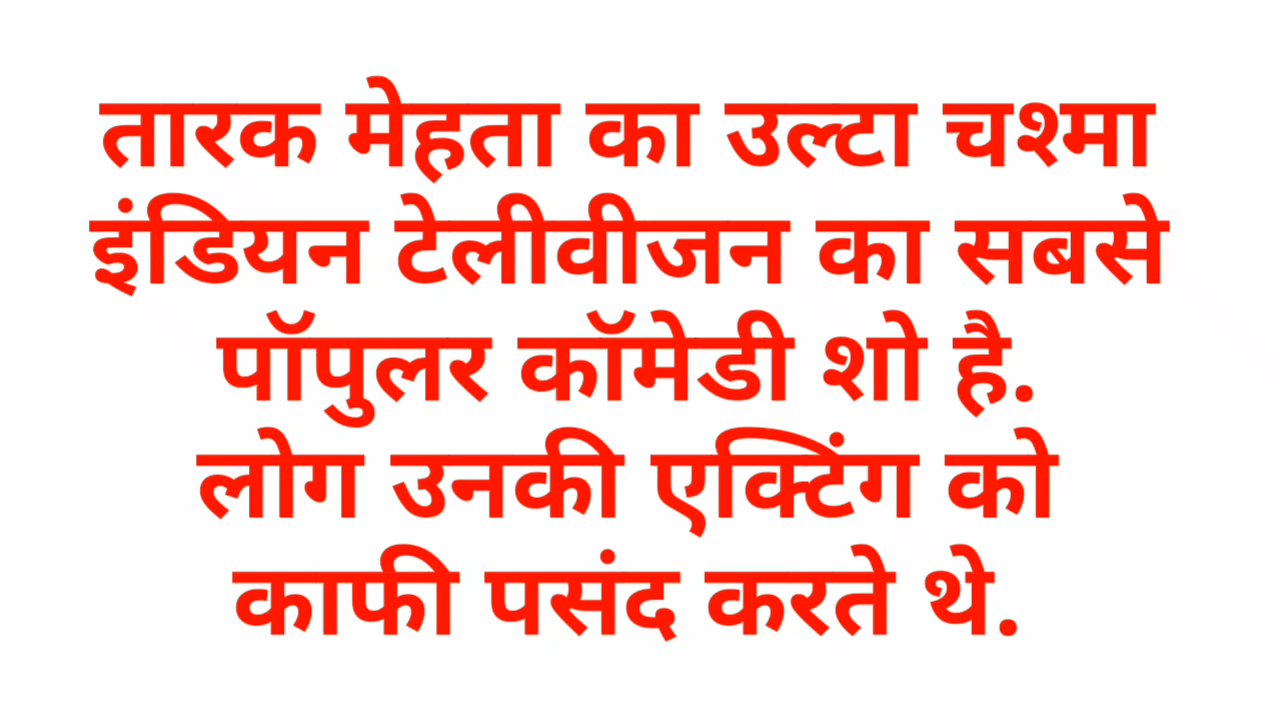 तारक मेहता का उल्टा चश्मा
इंडियन टेलीवीजन का सबसे
पॉपुलर कॉमेडी शो है.
लोग उनकी एक्टिंग को
काफी पसंद करते थे.